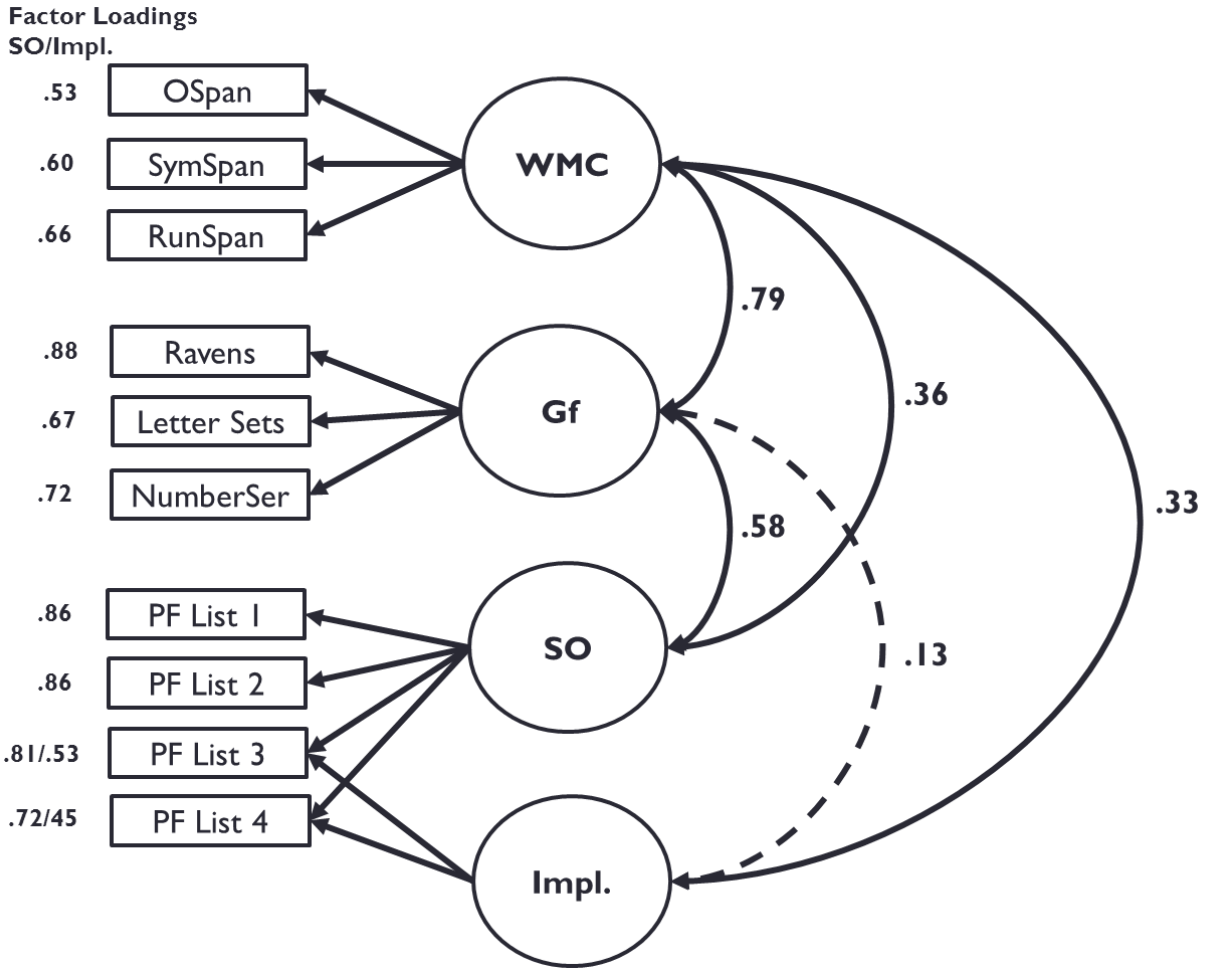 Factor Loadings
SO/Impl.
.53
OSpan
.60
SymSpan
.66
RunSpan
WMC
.79
.88
Ravens
.67
Letter Sets
.72
NumberSer
Gf
.36
.33
.58
.86
PF List 1
.86
PF List 2
.81/.53
PF List 3
.72/45
PF List 4
SO
.13
Impl.